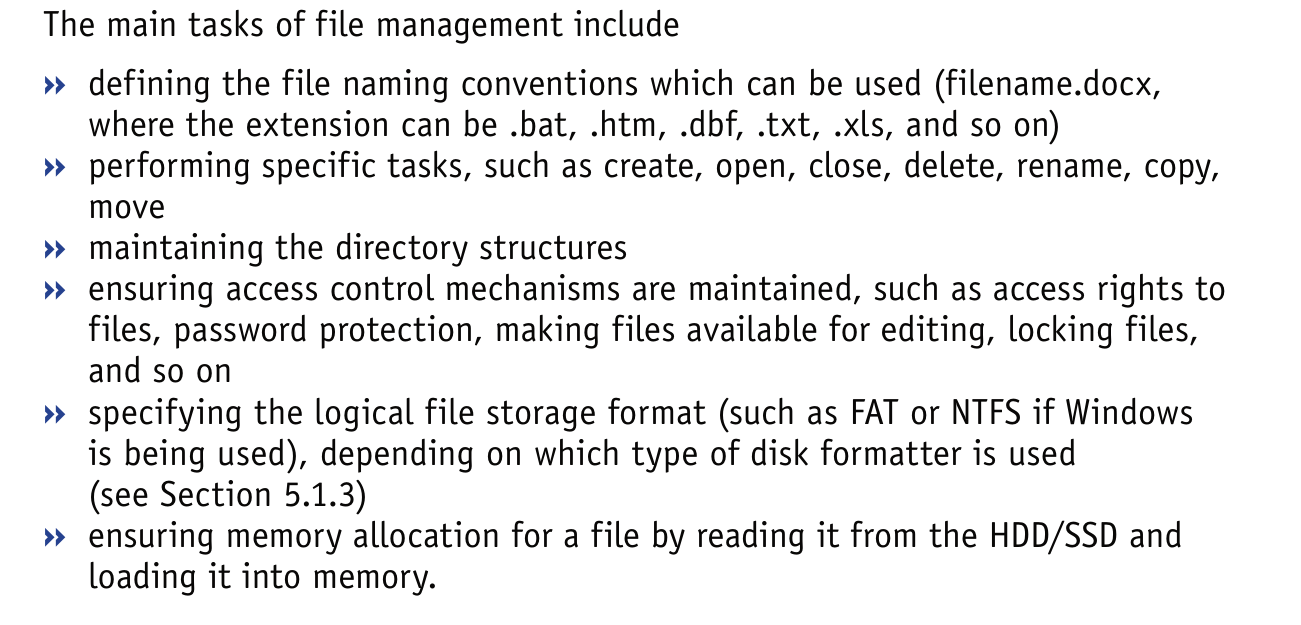 The main tasks of file management include
» defining the file naming conventions which can be used (filename.docx,
where the extension can be .bat, .htm, .dbf, .txt, .xls, and so on)
» performing specific tasks, such as create, open, close, delete, rename, copy,
move
» maintaining the directory structures
» ensuring access control mechanisms are maintained, such as access rights to
files, password protection, making files available for editing, locking files,
and so on
» specifying the logical file storage format (such as FAT or NTFS if Windows
is being used), depending on which type of disk formatter is used
(see Section 5.1.3)
» ensuring memory allocation for a file by reading it from the HDD/SSD and
loading it into memory.